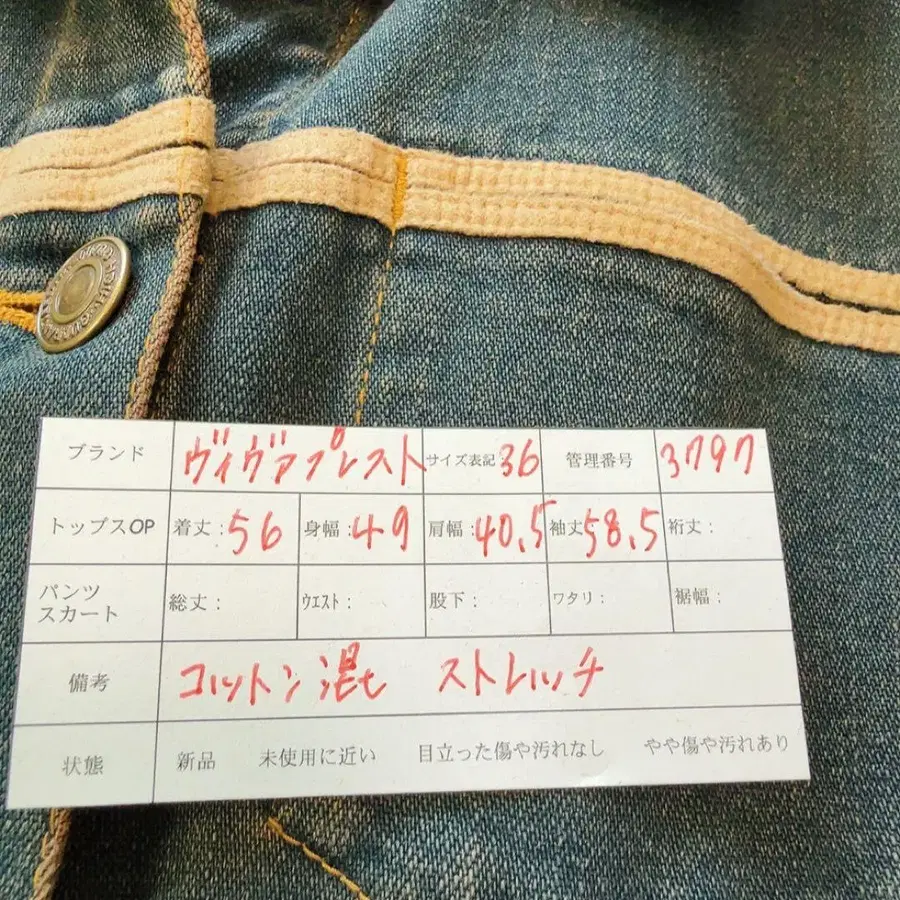 ブランド ヴィヴァプレスト サイズ表記 36 管理番号 3797
トップスOP 着丈:56 身幅:49 肩幅:40.5 袖丈58.5 裄丈:
パンツ
スカート 総丈: ウエスト: 股下: ワタリ: 裾幅:
備考 コットン混も ストレッチ
状態 新品 未使用に近い 目立った傷や汚れなし やや傷や汚れあり